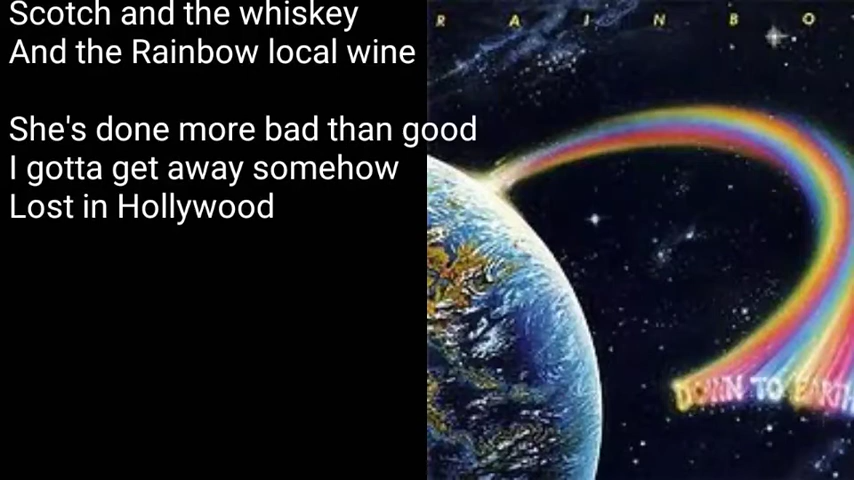 Scotch and the whiskey
And the Rainbow local wine
She's done more bad than good
I gotta get away somehow
Lost in Hollywood
R A I N B O
DOWN TO EARTH